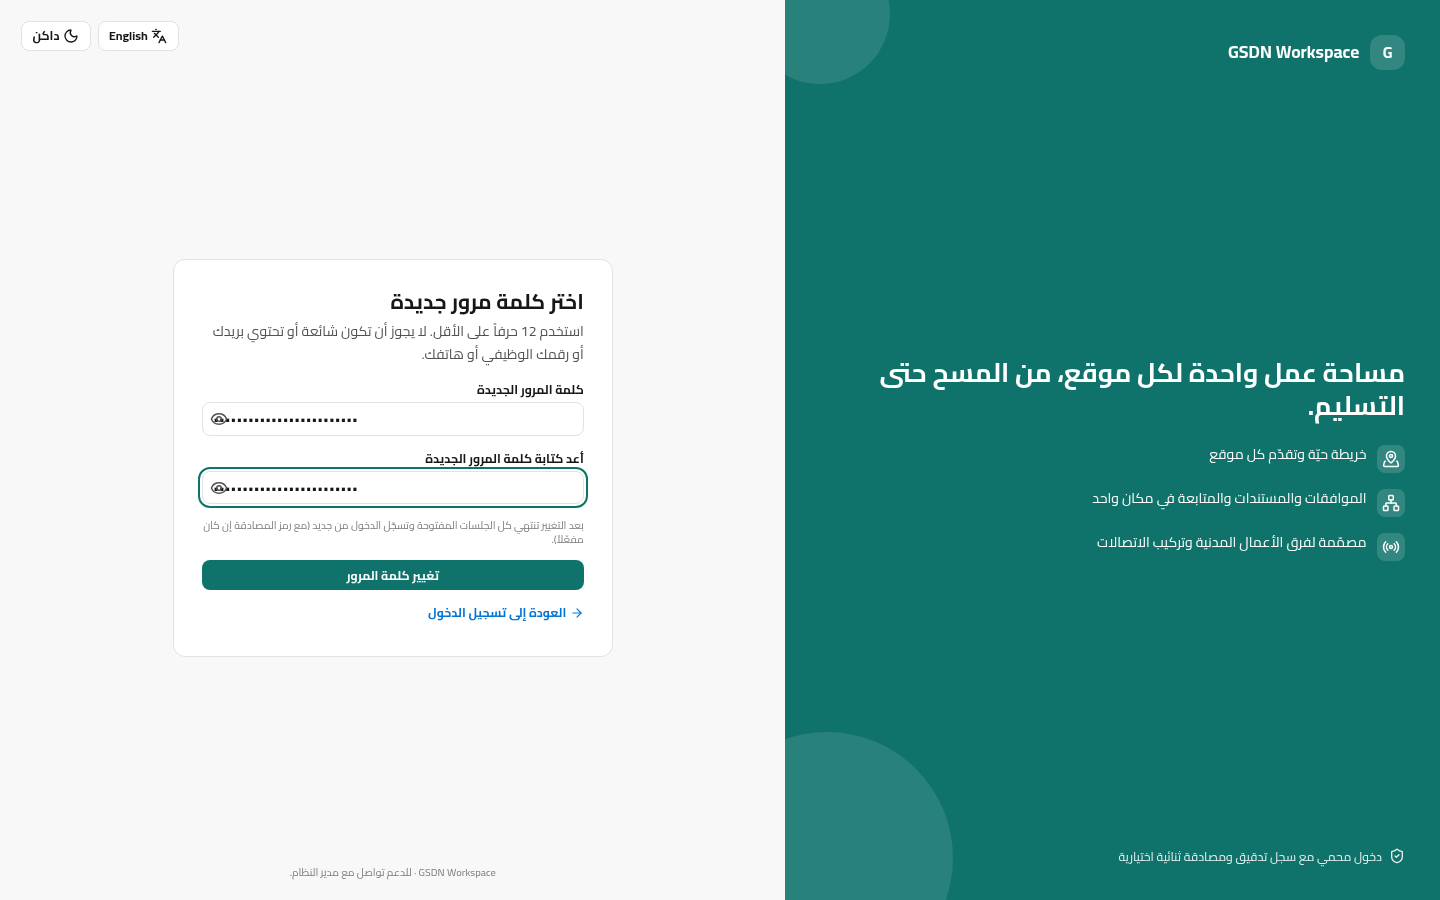 G
GSDN Workspace
مساحة عمل واحدة لكل موقع، من المسح حتى
التسليم.
خريطة حيّة وتقدّم كل موقع
الموافقات والمستندات والمتابعة في مكان واحد
مصمّمة لفرق الأعمال المدنية وتركيب الاتصالات
دخول محمي مع سجل تدقيق ومصادقة ثنائية اختيارية
English
داكن
اختر كلمة مرور جديدة
استخدم 12 حرفاً على الأقل. لا يجوز أن تكون شائعة أو تحتوي بريدك
أو رقمك الوظيفي أو هاتفك.
كلمة المرور الجديدة
أعد كتابة كلمة المرور الجديدة
بعد التغيير تنتهي كل الجلسات المفتوحة وتسجّل الدخول من جديد (مع رمز المصادقة إن كان
مفعّلاً).
تغيير كلمة المرور
العودة إلى تسجيل الدخول
GSDN Workspace · للدعم تواصل مع مدير النظام.